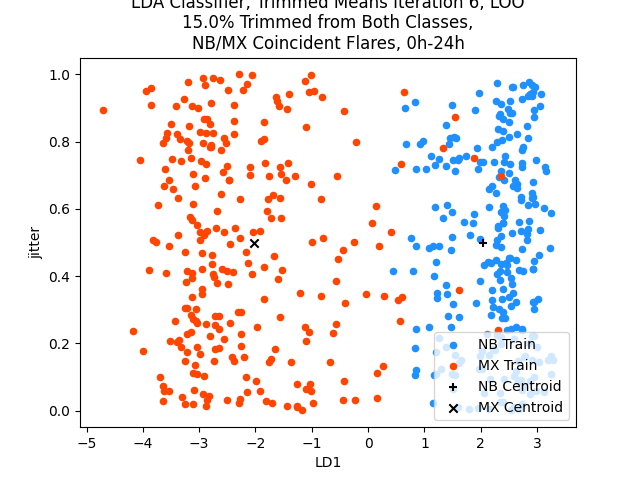 LDA Classifier, Trimmed Means Iteration 6, LOO
15.0% Trimmed from Both Classes,
NB/MX Coincident Flares, 0h-24h
1.0
0.8
0.6
0.4
0.2
0.0
jitter
−5 −4 −3 −2 −1 0 1 2 3
LD1
NB Train
MX Train
NB Centroid
MX Centroid